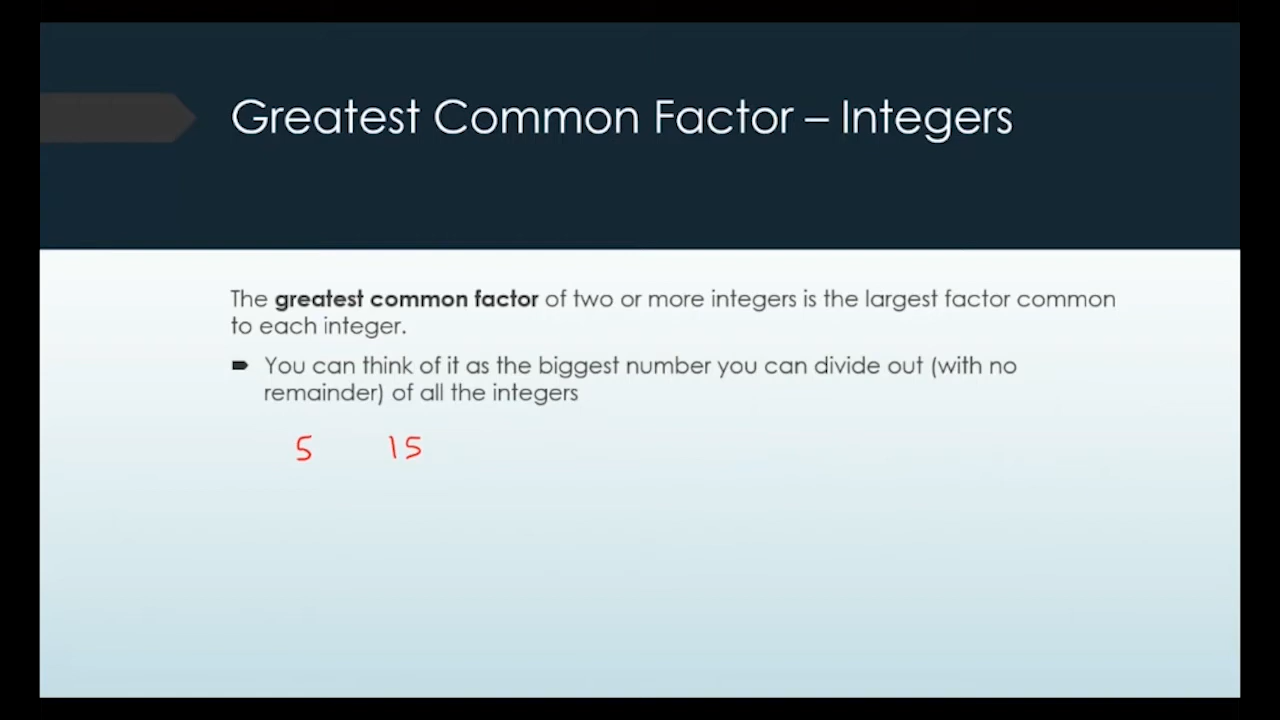 Greatest Common Factor – Integers
The greatest common factor of two or more integers is the largest factor common
to each integer.
You can think of it as the biggest number you can divide out (with no
remainder) of all the integers
5 15